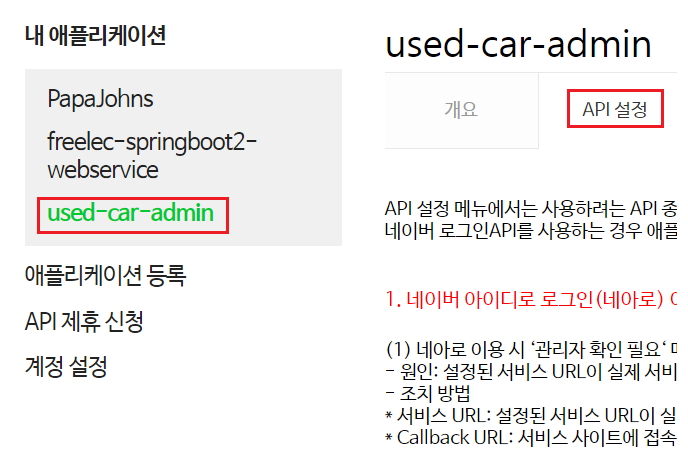 내 애플리케이션
PapaJohns
freelec-springboot2-
webservice
used-car-admin
애플리케이션 등록
API 제휴 신청
계정 설정
used-car-admin
개요
API 설정
API 설정 메뉴에서는 사용하려는 API 종
네이버 로그인API를 사용하는 경우 애플
1. 네이버 아이디로 로그인(네아로)
(1) 네아로 이용 시 ‘관리자 확인 필요‘
- 원인: 설정된 서비스 URL이 실제 서비
- 조치 방법
* 서비스 URL: 설정된 서비스 URL이 실
* Callback URL: 서비스 사이트에 접속